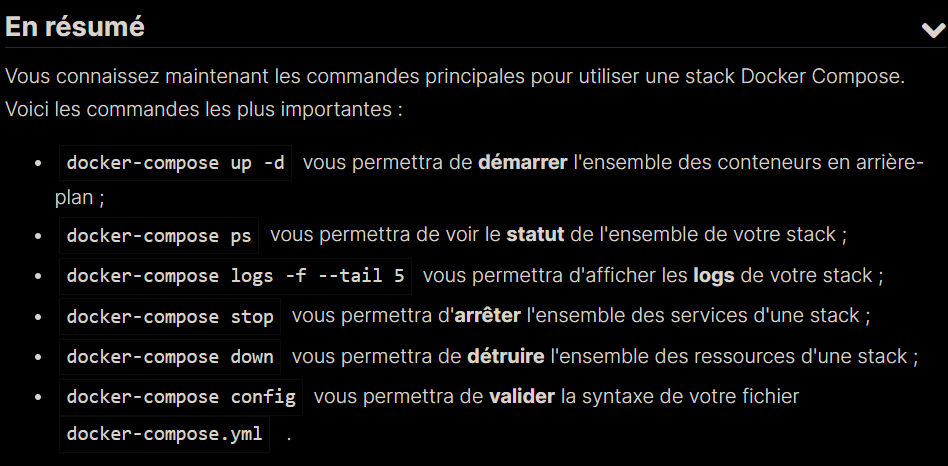 En résumé
Vous connaissez maintenant les commandes principales pour utiliser une stack Docker Compose.
Voici les commandes les plus importantes :
• docker-compose up -d vous permettra de démarrer l'ensemble des conteneurs en arrière-
plan ;
• docker-compose ps vous permettra de voir le statut de l'ensemble de votre stack ;
• docker-compose logs -f --tail 5 vous permettra d'afficher les logs de votre stack ;
• docker-compose stop vous permettra d'arrêter l'ensemble des services d'une stack ;
• docker-compose down vous permettra de détruire l'ensemble des ressources d'une stack ;
• docker-compose config vous permettra de valider la syntaxe de votre fichier
docker-compose.yml .